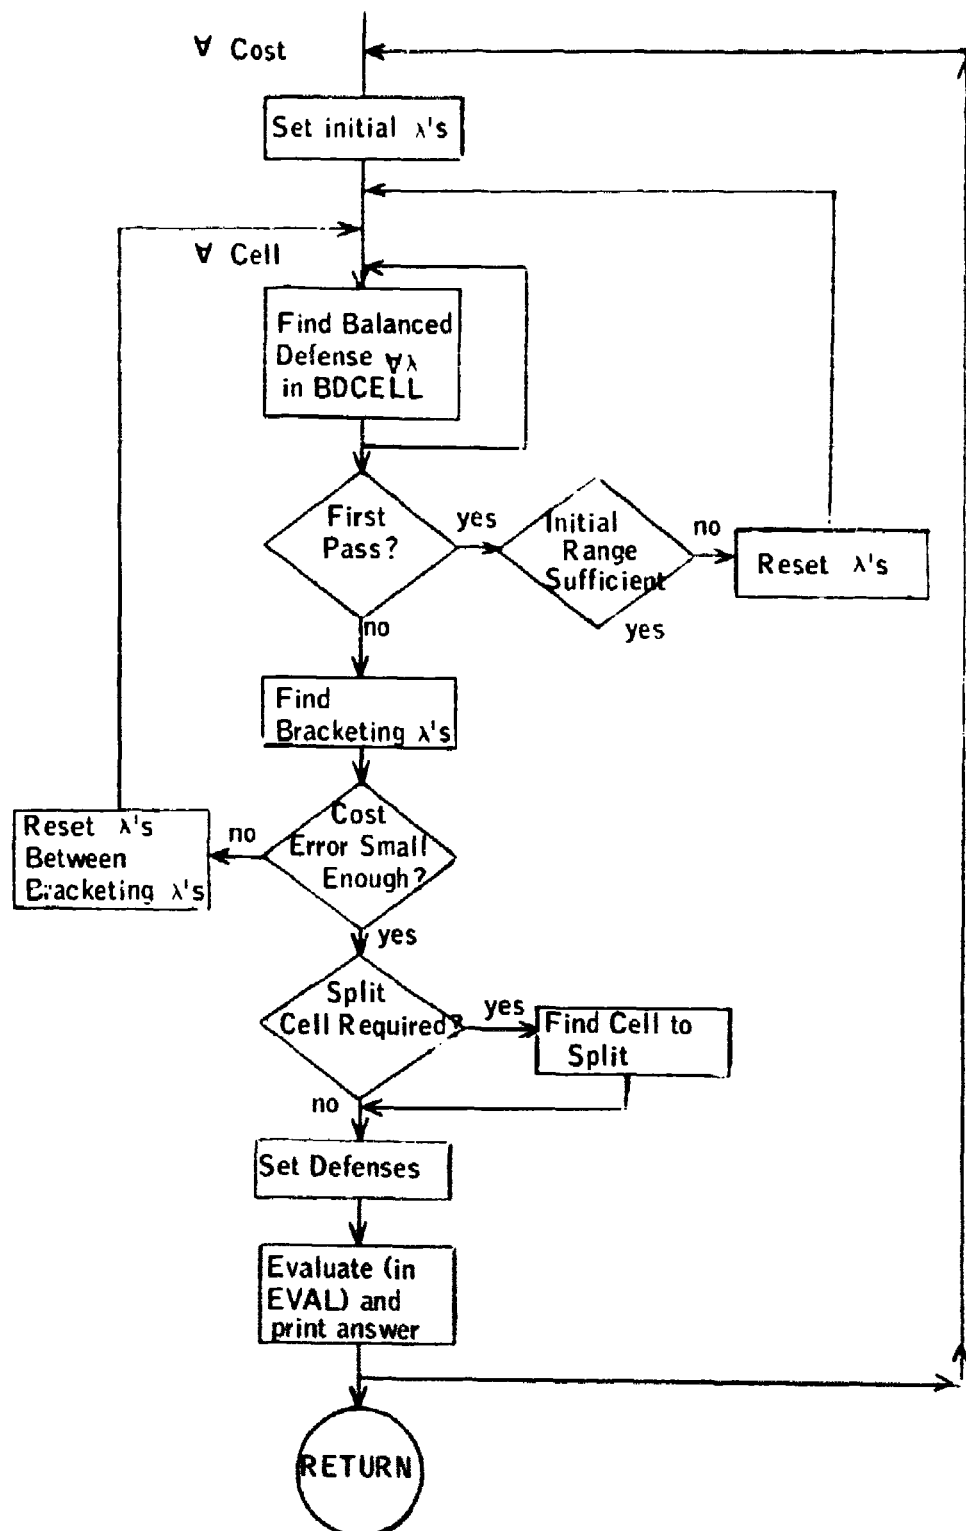 ∀ Cost
Set initial λ's
∀ Cell
Find Balanced
Defense ∀λ
in BDCELL
First
Pass?
yes
Initial
Range
Sufficient
no
Reset λ's
yes
no
Find
Bracketing λ's
Cost
Error Small
Enough?
no
Reset λ's
Between
Bracketing λ's
yes
Split
Cell Required?
yes
Find Cell to
Split
no
Set Defenses
Evaluate (in
EVAL) and
print answer
RETURN